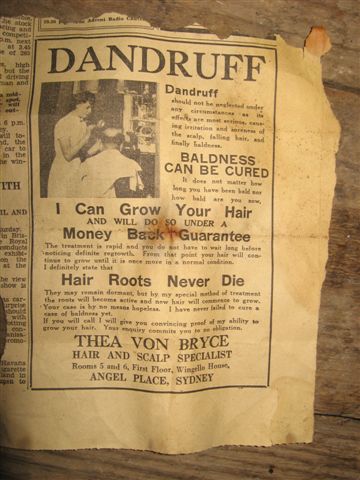 DANDRUFF
Dandruff
should not be neglected under
any circumstances as its
effects are most serious, caus-
ing irritation and soreness of
the scalp, falling hair, and
finally baldness.
BALDNESS
CAN BE CURED
It does not matter how
long you have been bald nor
how bald are you now,
I Can Grow Your Hair
AND WILL DO SO UNDER A
Money Back Guarantee
The treatment is rapid and you do not have to wait long before
noticing definite regrowth. From that point your hair will con-
tinue to grow until it is once more in a normal condition.
I definitely state that
Hair Roots Never Die
They may remain dormant, but by my special method of treatment
the roots will become active and new hair will commence to grow.
Your case is by no means hopeless. I have never failed to cure a
case of baldness yet.
If you will call I will give you convincing proof of my ability to
grow your hair. Your enquiry commits you to no obligation.
THEA VON BRYCE
HAIR AND SCALP SPECIALIST
Rooms 5 and 6, First Floor, Wingello House,
ANGEL PLACE, SYDNEY